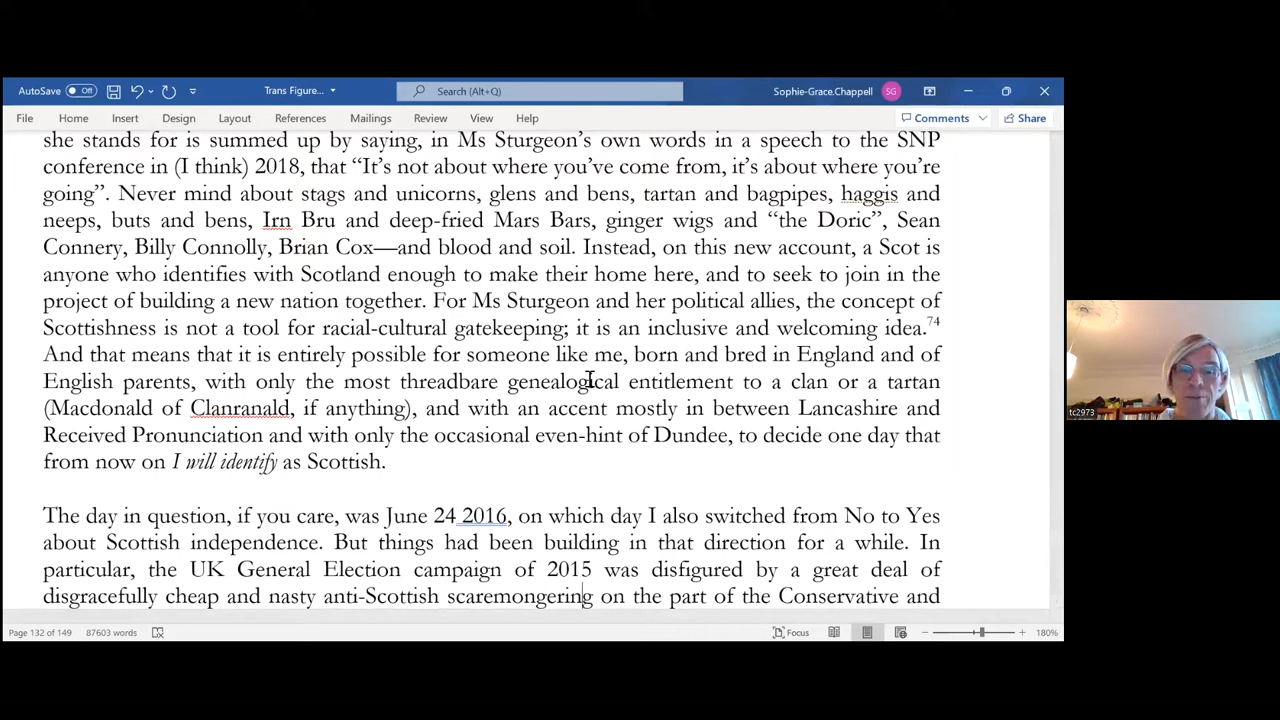 AutoSave Off Trans Figure... Search (Alt+Q) Sophie-Grace.Chappell SG
File Home Insert Design Layout References Mailings Review View Help Comments Share
she stands for is summed up by saying, in Ms Sturgeon’s own words in a speech to the SNP
conference in (I think) 2018, that “It’s not about where you’ve come from, it’s about where you’re
going”. Never mind about stags and unicorns, glens and bens, tartan and bagpipes, haggis and
neeps, buts and bens, Irn Bru and deep-fried Mars Bars, ginger wigs and “the Doric”, Sean
Connery, Billy Connolly, Brian Cox—and blood and soil. Instead, on this new account, a Scot is
anyone who identifies with Scotland enough to make their home here, and to seek to join in the
project of building a new nation together. For Ms Sturgeon and her political allies, the concept of
Scottishness is not a tool for racial-cultural gatekeeping; it is an inclusive and welcoming idea.74
And that means that it is entirely possible for someone like me, born and bred in England and of
English parents, with only the most threadbare genealogical entitlement to a clan or a tartan
(Macdonald of Clanranald, if anything), and with an accent mostly in between Lancashire and
Received Pronunciation and with only the occasional even-hint of Dundee, to decide one day that
from now on I will identify as Scottish.
The day in question, if you care, was June 24 2016, on which day I also switched from No to Yes
about Scottish independence. But things had been building in that direction for a while. In
particular, the UK General Election campaign of 2015 was disfigured by a great deal of
disgracefully cheap and nasty anti-Scottish scaremongering on the part of the Conservative and
Page 132 of 149 87603 words Focus 180%
tc2973